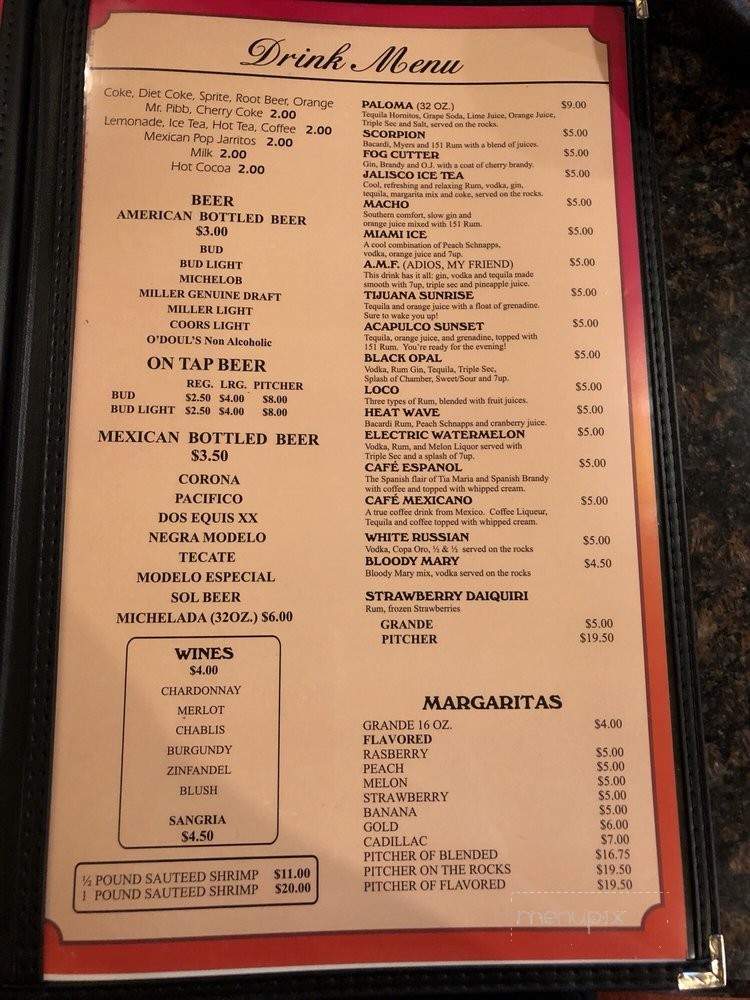 Drink Menu
Coke, Diet Coke, Sprite, Root Beer, Orange
Mr. Pibb, Cherry Coke 2.00
Lemonade, Ice Tea, Hot Tea, Coffee 2.00
Mexican Pop Jarritos 2.00
Milk 2.00
Hot Cocoa 2.00
BEER
AMERICAN BOTTLED BEER
$3.00
BUD
BUD LIGHT
MICHELOB
MILLER GENUINE DRAFT
MILLER LIGHT
COORS LIGHT
O'DOUL'S Non Alcoholic
ON TAP BEER
REG. LRG. PITCHER
BUD $2.50 $4.00 $8.00
BUD LIGHT $2.50 $4.00 $8.00
MEXICAN BOTTLED BEER
$3.50
CORONA
PACIFICO
DOS EQUIS XX
NEGRA MODELO
TECATE
MODELO ESPECIAL
SOL BEER
MICHELADA (32OZ.) $6.00
WINES
$4.00
CHARDONNAY
MERLOT
CHABLIS
BURGUNDY
ZINFANDEL
BLUSH
SANGRIA
$4.50
½ POUND SAUTEED SHRIMP $11.00
1 POUND SAUTEED SHRIMP $20.00
PALOMA (32 OZ.) $9.00
Tequila Hornitos, Grape Soda, Lime Juice, Orange Juice,
Triple Sec and Salt, served on the rocks.
SCORPION $5.00
Bacardi, Myers and 151 Rum with a blend of juices.
FOG CUTTER $5.00
Gin, Brandy and O.J. with a coat of cherry brandy.
JALISCO ICE TEA $5.00
Cool, refreshing and relaxing Rum, vodka, gin,
tequila, margarita mix and coke, served on the rocks.
MACHO $5.00
Southern comfort, slow gin and
orange juice mixed with 151 Rum.
MIAMI ICE $5.00
A cool combination of Peach Schnapps,
vodka, orange juice and 7up.
A.M.F. (ADIOS, MY FRIEND) $5.00
This drink has it all: gin, vodka and tequila made
smooth with 7up, triple sec and pineapple juice.
TIJUANA SUNRISE $5.00
Tequila and orange juice with a float of grenadine.
Sure to wake you up!
ACAPULCO SUNSET $5.00
Tequila, orange juice, and grenadine, topped with
151 Rum. You're ready for the evening!
BLACK OPAL $5.00
Vodka, Rum Gin, Tequila, Triple Sec,
Splash of Chamber, Sweet/Sour and 7up.
LOCO $5.00
Three types of Rum, blended with fruit juices.
HEAT WAVE $5.00
Bacardi Rum, Peach Schnapps and cranberry juice.
ELECTRIC WATERMELON $5.00
Vodka, Rum, and Melon Liquor served with
Triple Sec and a splash of 7up.
CAFÉ ESPANOL $5.00
The Spanish flair of Tia Maria and Spanish Brandy
with coffee and topped with whipped cream.
CAFÉ MEXICANO $5.00
A true coffee drink from Mexico. Coffee Liqueur,
Tequila and coffee topped with whipped cream.
WHITE RUSSIAN $5.00
Vodka, Copa Oro, ½ & ½ served on the rocks
BLOODY MARY $4.50
Bloody Mary mix, vodka served on the rocks
STRAWBERRY DAIQUIRI
Rum, frozen Strawberries
GRANDE $5.00
PITCHER $19.50
MARGARITAS
GRANDE 16 OZ. $4.00
FLAVORED
RASBERRY $5.00
PEACH $5.00
MELON $5.00
STRAWBERRY $5.00
BANANA $5.00
GOLD $6.00
CADILLAC $7.00
PITCHER OF BLENDED $16.75
PITCHER ON THE ROCKS $19.50
PITCHER OF FLAVORED $19.50
menupix